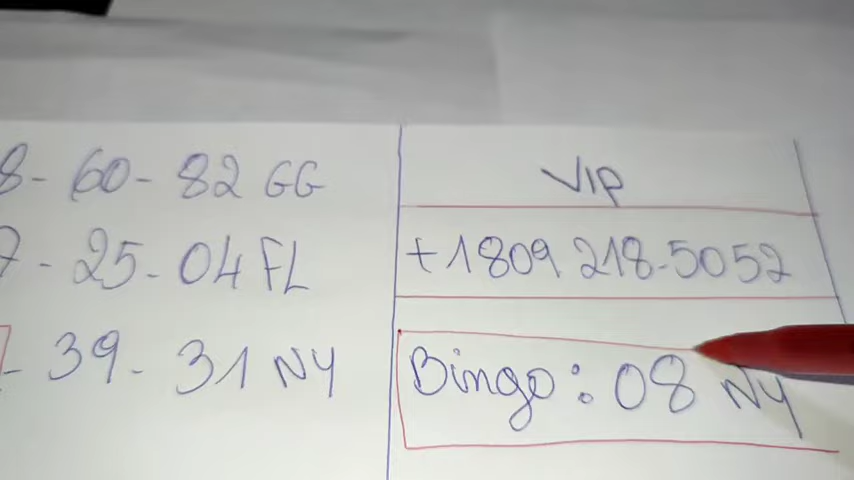 8-60-82 GG
7-25-04 FL
-39-31 NY
VIP
+1809 218-5052
Bingo: 08 NY